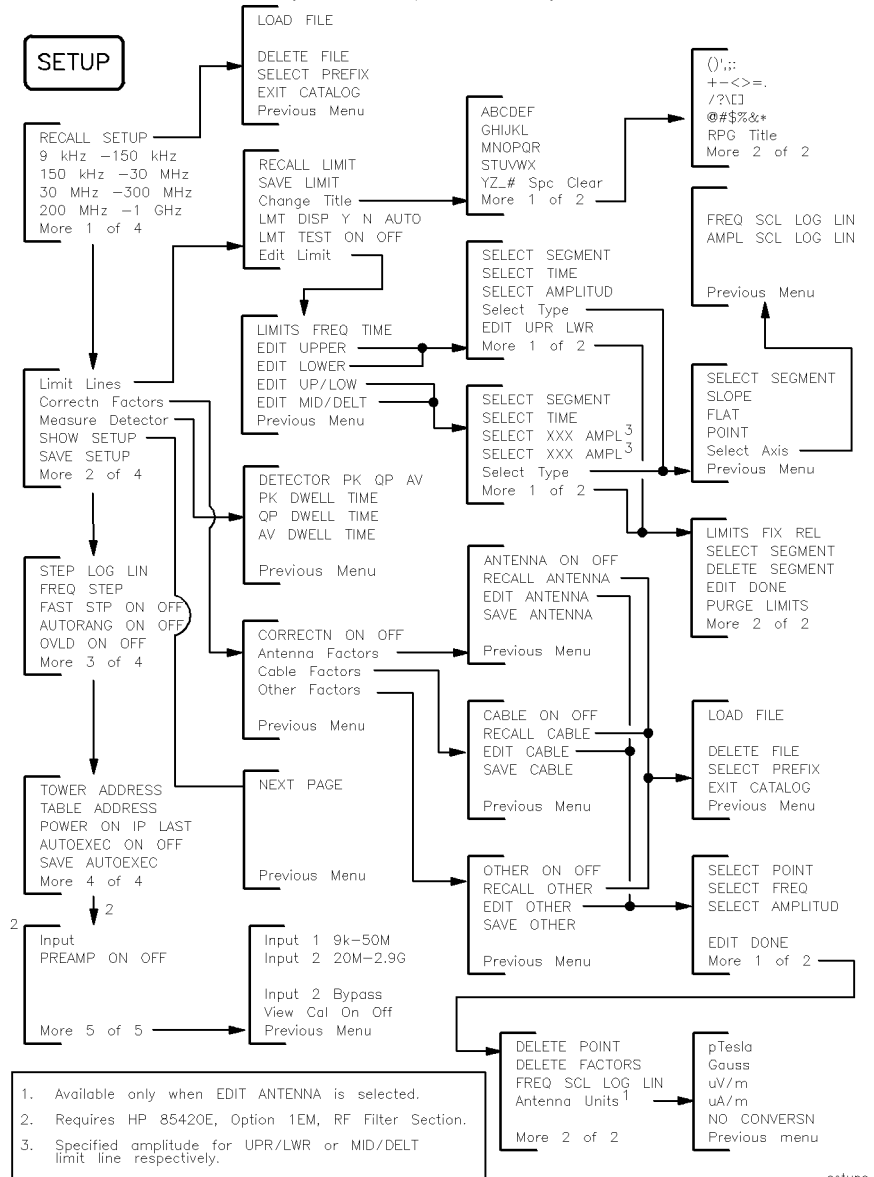 SETUP
RECALL SETUP
9 kHz -150 kHz
150 kHz -30 MHz
30 MHz -300 MHz
200 MHz -1 GHz
More 1 of 4
Limit Lines
Correctn Factors
Measure Detector
SHOW SETUP
SAVE SETUP
More 2 of 4
STEP LOG LIN
FREQ STEP
FAST STP ON OFF
AUTORANG ON OFF
OVLD ON OFF
More 3 of 4
TOWER ADDRESS
TABLE ADDRESS
POWER ON IP LAST
AUTOEXEC ON OFF
SAVE AUTOEXEC
More 4 of 4
2
2
Input
PREAMP ON OFF
More 5 of 5
LOAD FILE
DELETE FILE
SELECT PREFIX
EXIT CATALOG
Previous Menu
RECALL LIMIT
SAVE LIMIT
Change Title
LMT DISP Y N AUTO
LMT TEST ON OFF
Edit Limit
LIMITS FREQ TIME
EDIT UPPER
EDIT LOWER
EDIT UP/LOW
EDIT MID/DELT
Previous Menu
DETECTOR PK QP AV
PK DWELL TIME
QP DWELL TIME
AV DWELL TIME
Previous Menu
CORRECTN ON OFF
Antenna Factors
Cable Factors
Other Factors
Previous Menu
NEXT PAGE
Previous Menu
Input 1 9k-50M
Input 2 20M-2.9G
Input 2 Bypass
View Cal On Off
Previous Menu
ABCDEF
GHIJKL
MNOPQR
STUVWX
YZ_# Spc Clear
More 1 of 2
SELECT SEGMENT
SELECT TIME
SELECT AMPLITUD
Select Type
EDIT UPR LWR
More 1 of 2
SELECT SEGMENT
SELECT TIME
SELECT XXX AMPL3
SELECT XXX AMPL3
Select Type
More 1 of 2
ANTENNA ON OFF
RECALL ANTENNA
EDIT ANTENNA
SAVE ANTENNA
Previous Menu
CABLE ON OFF
RECALL CABLE
EDIT CABLE
SAVE CABLE
Previous Menu
OTHER ON OFF
RECALL OTHER
EDIT OTHER
SAVE OTHER
Previous Menu
()',;:
+-<>=.
/?\[]
@#$%&*
RPG Title
More 2 of 2
FREQ SCL LOG LIN
AMPL SCL LOG LIN
Previous Menu
SELECT SEGMENT
SLOPE
FLAT
POINT
Select Axis
Previous Menu
LIMITS FIX REL
SELECT SEGMENT
DELETE SEGMENT
EDIT DONE
PURGE LIMITS
More 2 of 2
LOAD FILE
DELETE FILE
SELECT PREFIX
EXIT CATALOG
Previous Menu
SELECT POINT
SELECT FREQ
SELECT AMPLITUD
EDIT DONE
More 1 of 2
DELETE POINT
DELETE FACTORS
FREQ SCL LOG LIN
Antenna Units1
More 2 of 2
pTesla
Gauss
uV/m
uA/m
NO CONVERSN
Previous menu
1. Available only when EDIT ANTENNA is selected.
2. Requires HP 85420E, Option 1EM, RF Filter Section.
3. Specified amplitude for UPR/LWR or MID/DELT
limit line respectively.